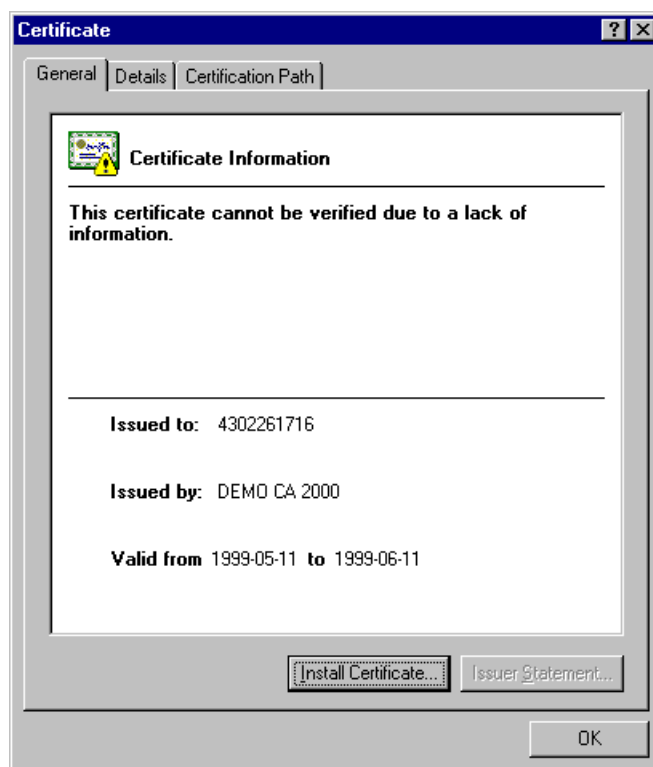 Certificate
General Details Certification Path
Certificate Information
This certificate cannot be verified due to a lack of
information.
Issued to: 4302261716
Issued by: DEMO CA 2000
Valid from 1999-05-11 to 1999-06-11
Install Certificate... Issuer Statement...
OK